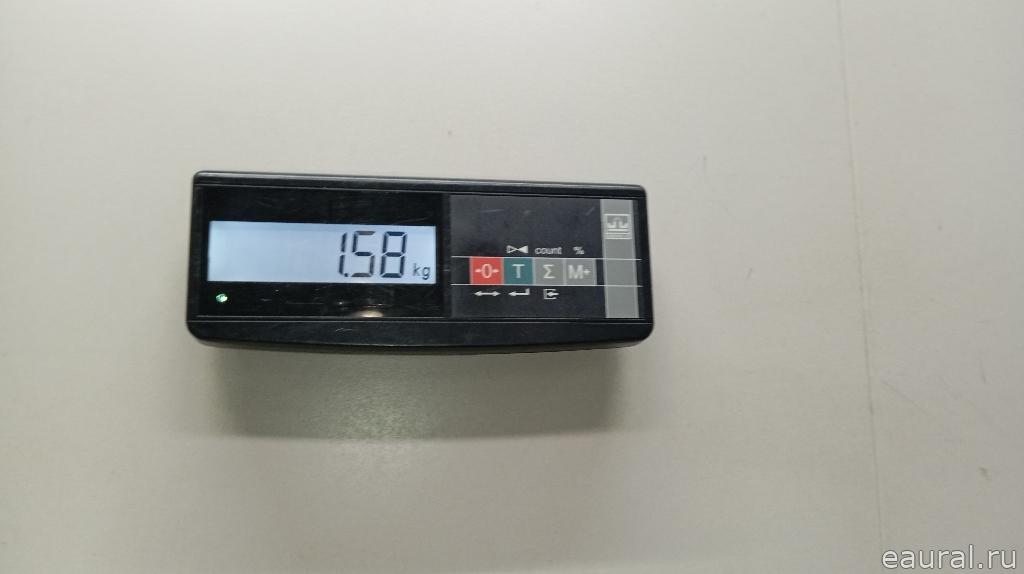 1.58 kg
count %
→0← T Σ M+
eaural.ru